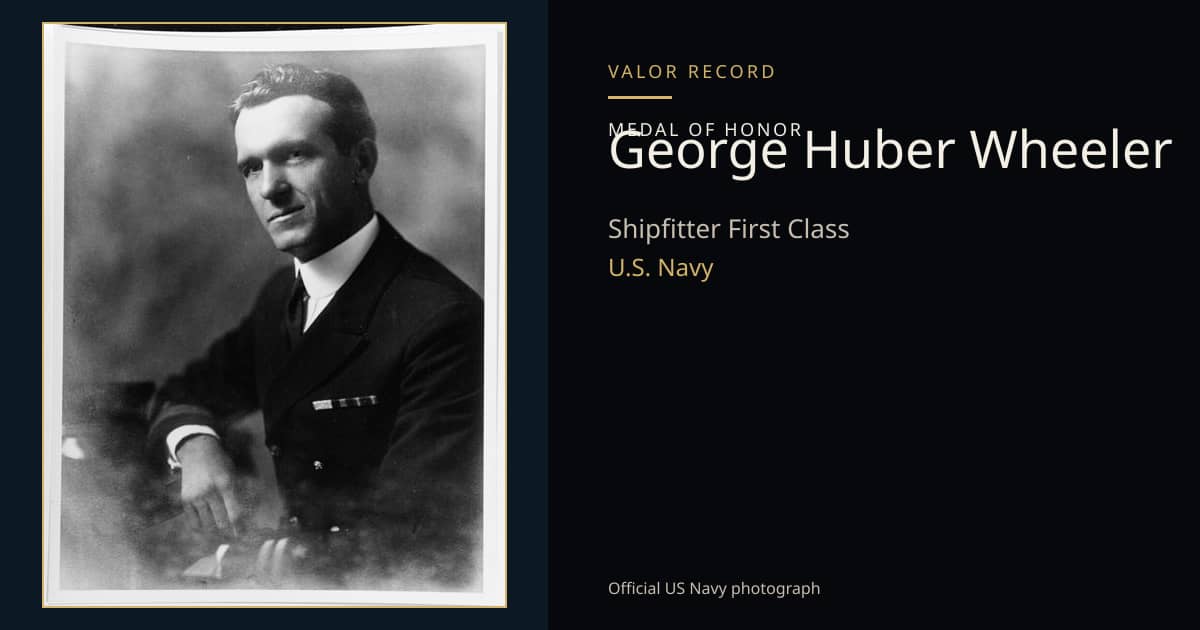 VALOR RECORD
MEDAL OF HONOR
George Huber Wheeler
Shipfitter First Class
U.S. Navy
Official US Navy photograph